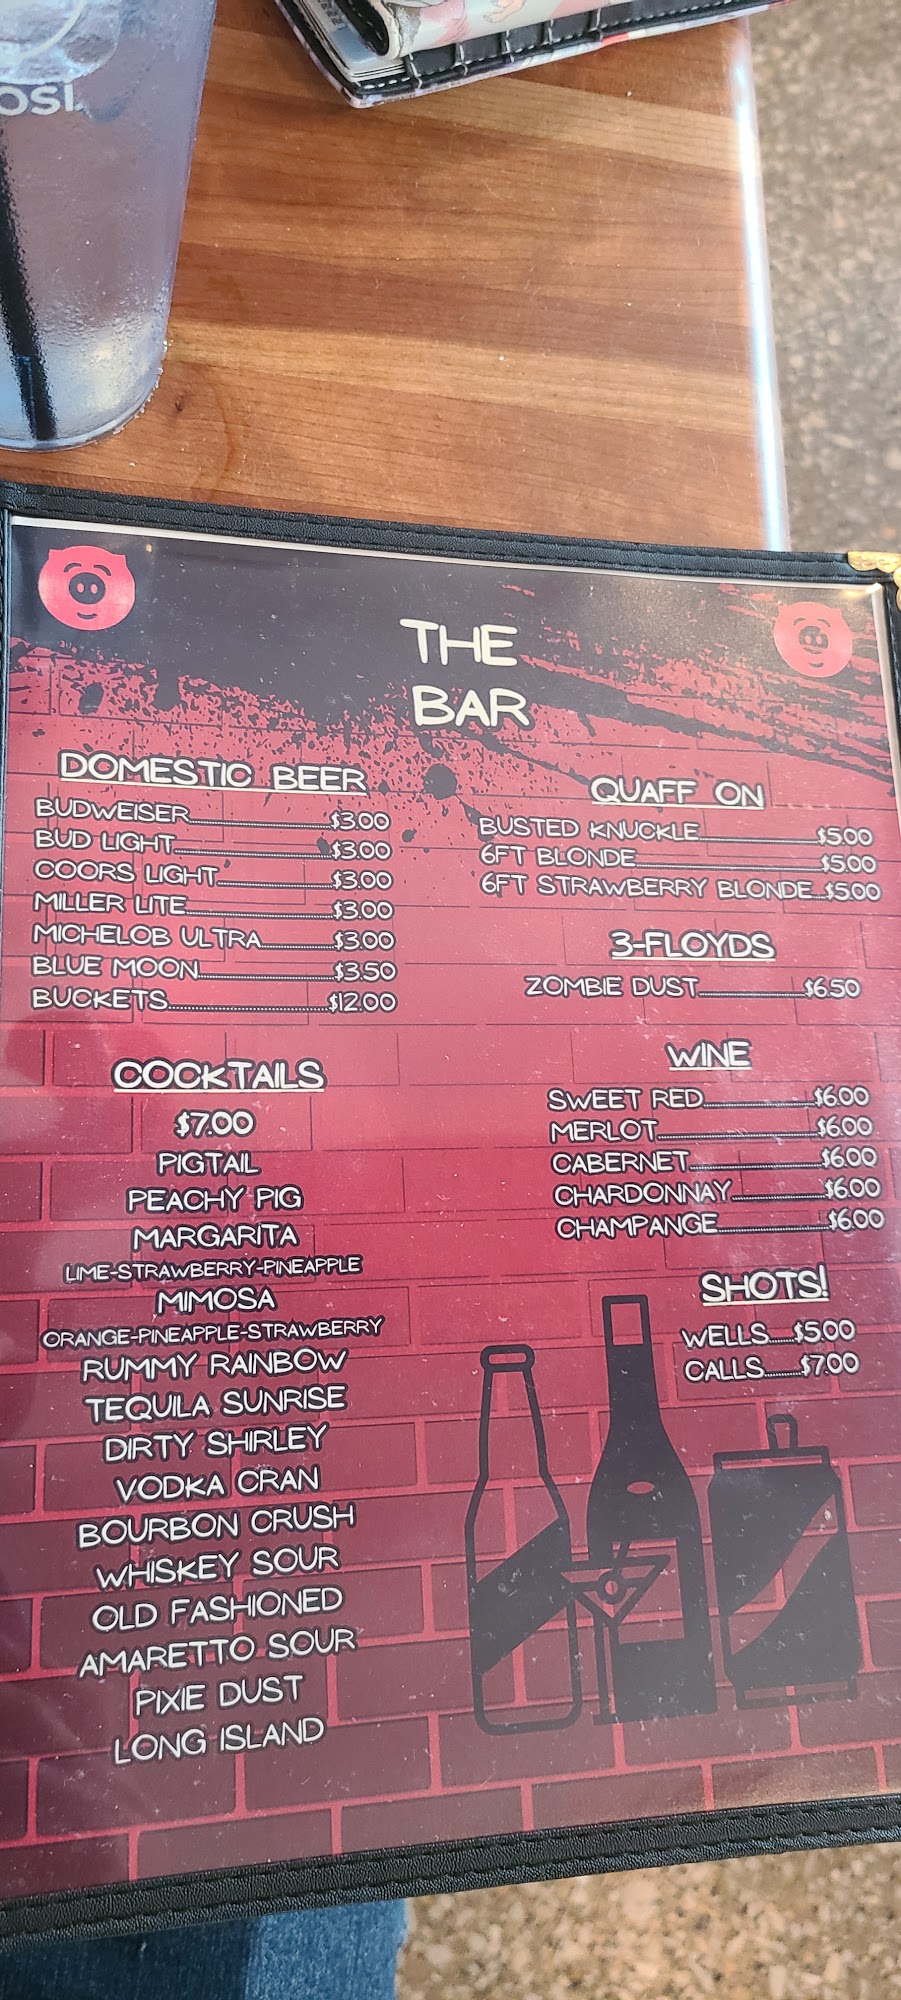 THE
BAR
DOMESTIC BEER
BUDWEISER $3.00
BUD LIGHT $3.00
COORS LIGHT $3.00
MILLER LITE $3.00
MICHELOB ULTRA $3.00
BLUE MOON $3.50
BUCKETS $12.00
COCKTAILS
$7.00
PIGTAIL
PEACHY PIG
MARGARITA
LIME-STRAWBERRY-PINEAPPLE
MIMOSA
ORANGE-PINEAPPLE-STRAWBERRY
RUMMY RAINBOW
TEQUILA SUNRISE
DIRTY SHIRLEY
VODKA CRAN
BOURBON CRUSH
WHISKEY SOUR
OLD FASHIONED
AMARETTO SOUR
PIXIE DUST
LONG ISLAND
QUAFF ON
BUSTED KNUCKLE $5.00
6FT BLONDE $5.00
6FT STRAWBERRY BLONDE $5.00
3-FLOYDS
ZOMBIE DUST $6.50
WINE
SWEET RED $6.00
MERLOT $6.00
CABERNET $6.00
CHARDONNAY $6.00
CHAMPANGE $6.00
SHOTS!
WELLS $5.00
CALLS $7.00